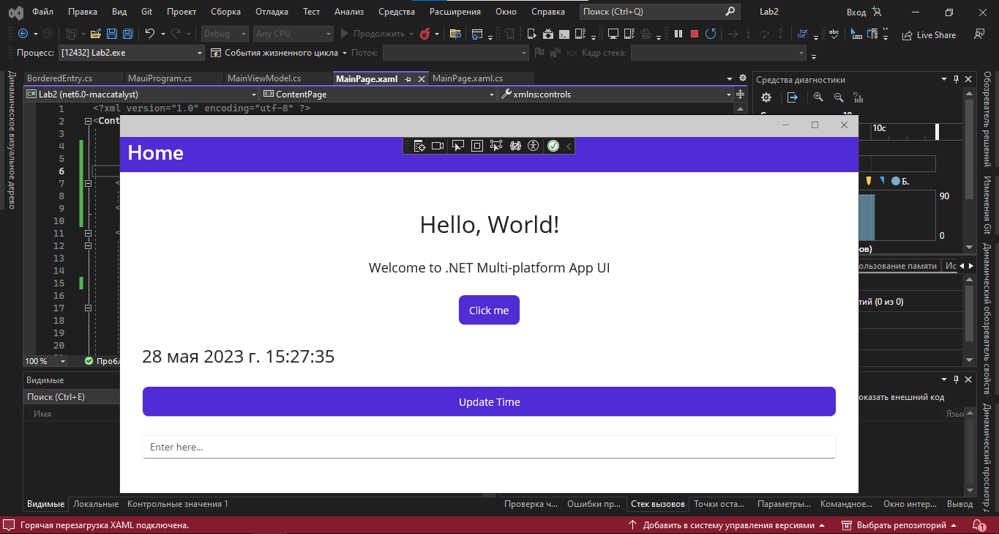 Файл Правка Вид Git Проект Сборка Отладка Тест Анализ Средства Расширения Окно Справка Поиск (Ctrl+Q) Lab2 Вход
Debug Any CPU Продолжить Live Share
Процесс: [12432] Lab2.exe События жизненного цикла Поток: Кадр стека:
Динамическое визуальное дерево
BorderedEntry.cs MauiProgram.cs MainViewModel.cs MainPage.xaml MainPage.xaml.cs
Lab2 (net6.0-maccatalyst) ContentPage xmlns:controls
1 <?xml version="1.0" encoding="utf-8" ?>
2 <Cont
3
4
5
6
7 <
8
9 <
10
11 <
12
13
14
15
16
17
18
19
20
100 % Пробл
Home
Hello, World!
Welcome to .NET Multi-platform App UI
Click me
28 мая 2023 г. 15:27:35
Update Time
Enter here...
Средства диагностики
10с
Б..
90
0
ов)
ользование памяти Ис
тий (0 из 0)
оказать внешний код
Язы
Обозреватель решений
Изменения Git
Динамический обозреватель свойств
Динамический просмотр
Видимые
Поиск (Ctrl+E)
Имя
Видимые Локальные Контрольные значения 1
Проверка ч... Ошибки пр... Стек вызовов Точки оста... Параметры... Командное... Окно интер... Вывод
Горячая перезагрузка XAML подключена. Добавить в систему управления версиями Выбрать репозиторий 1